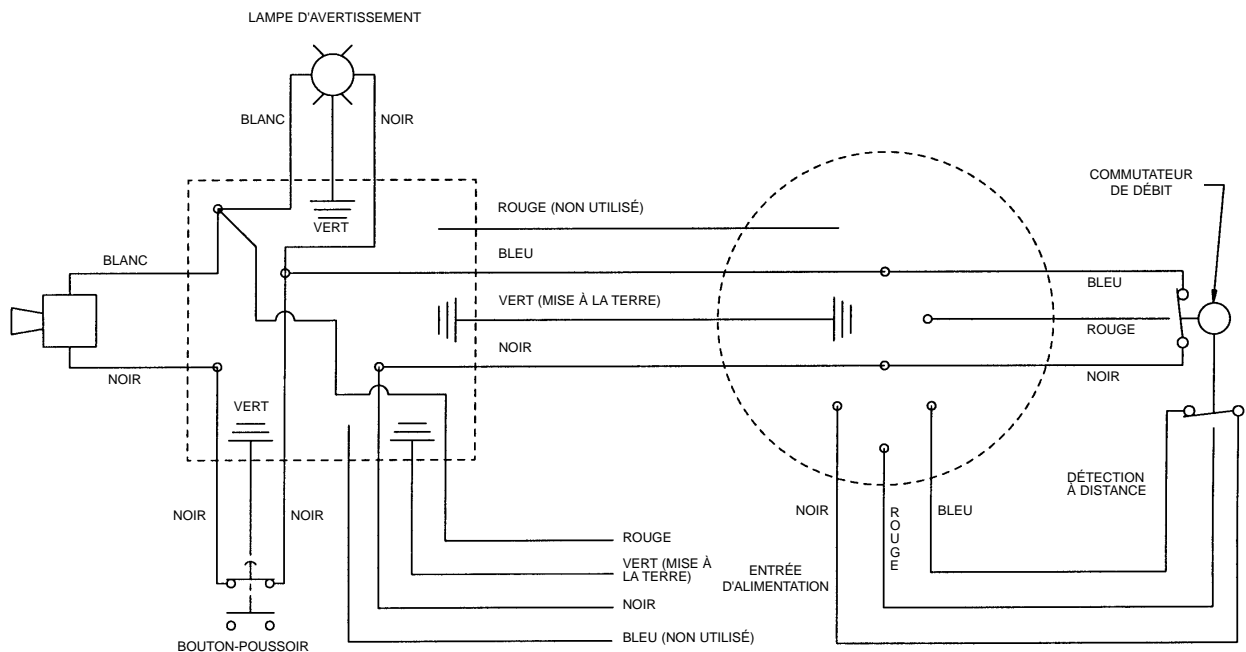 LAMPE D'AVERTISSEMENT
BLANC
NOIR
COMMUTATEUR
DE DÉBIT
ROUGE (NON UTILISÉ)
VERT
BLANC
BLEU
BLEU
VERT (MISE À LA TERRE)
ROUGE
NOIR
NOIR
NOIR
VERT
DÉTECTION
À DISTANCE
NOIR
NOIR
NOIR
ROUGE
BLEU
ROUGE
VERT (MISE À
LA TERRE)
ENTRÉE
D'ALIMENTATION
NOIR
BLEU (NON UTILISÉ)
BOUTON-POUSSOIR